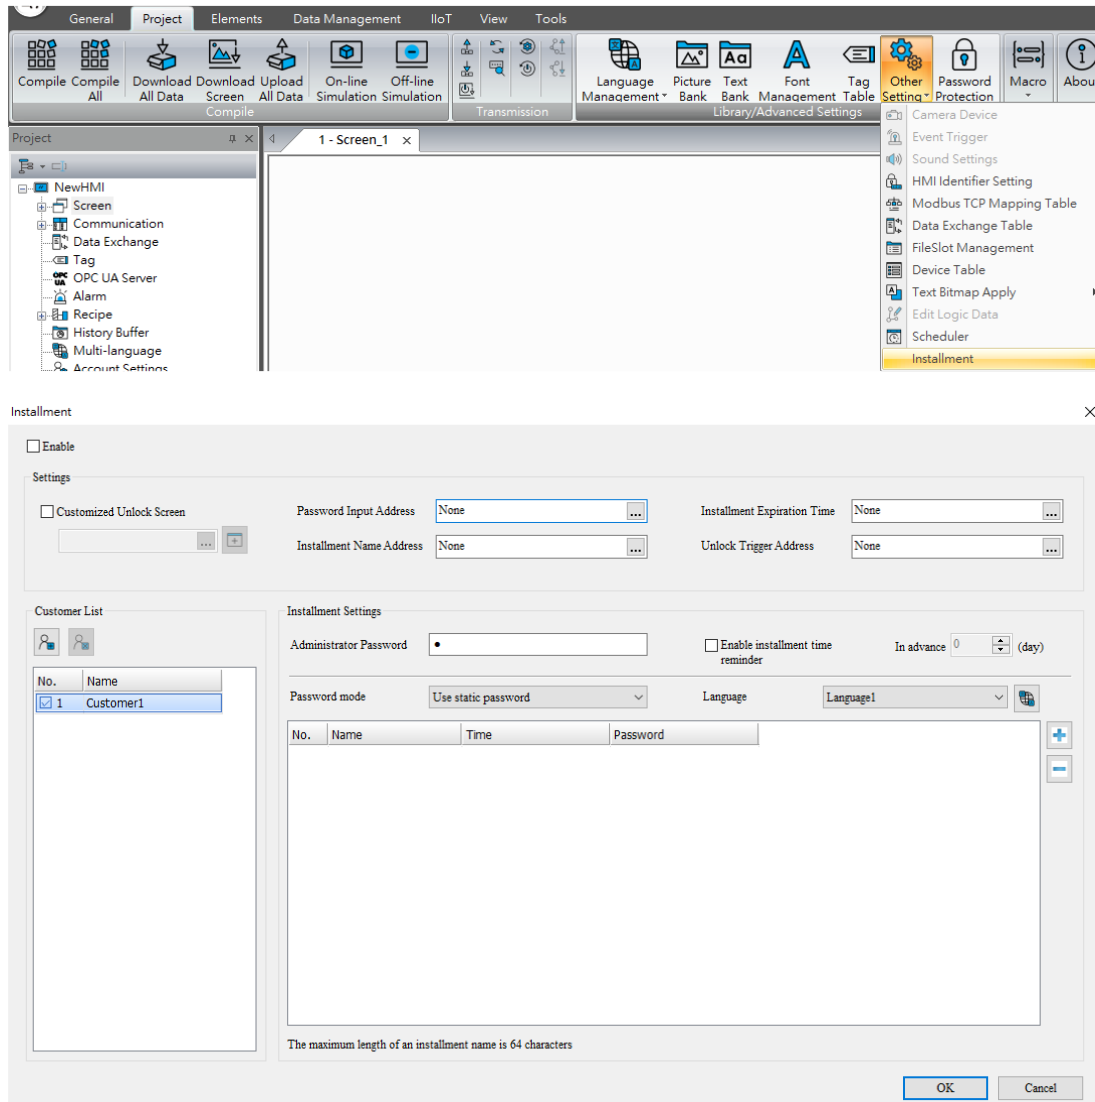 General Project Elements Data Management IIoT View Tools
Compile Compile All Download All Data Download Screen Upload All Data On-line Simulation Off-line Simulation Language Management Picture Bank Text Bank Font Management Tag Table Other Setting Password Protection Macro
Compile Transmission Library/Advanced Settings
Project
1 - Screen_1
NewHMI
Screen
Communication
Data Exchange
Tag
OPC UA Server
Alarm
Recipe
History Buffer
Multi-language
Account Settings
Camera Device
Event Trigger
Sound Settings
HMI Identifier Setting
Modbus TCP Mapping Table
Data Exchange Table
FileSlot Management
Device Table
Text Bitmap Apply
Edit Logic Data
Scheduler
Installment
Installment
Enable
Settings
Customized Unlock Screen
Password Input Address None ...
Installment Expiration Time None ...
...
Installment Name Address None ...
Unlock Trigger Address None ...
Customer List
No. Name
1 Customer1
Installment Settings
Administrator Password
Enable installment time
reminder
In advance 0 (day)
Password mode Use static password
Language Language1
No. Name Time Password
The maximum length of an installment name is 64 characters
OK Cancel